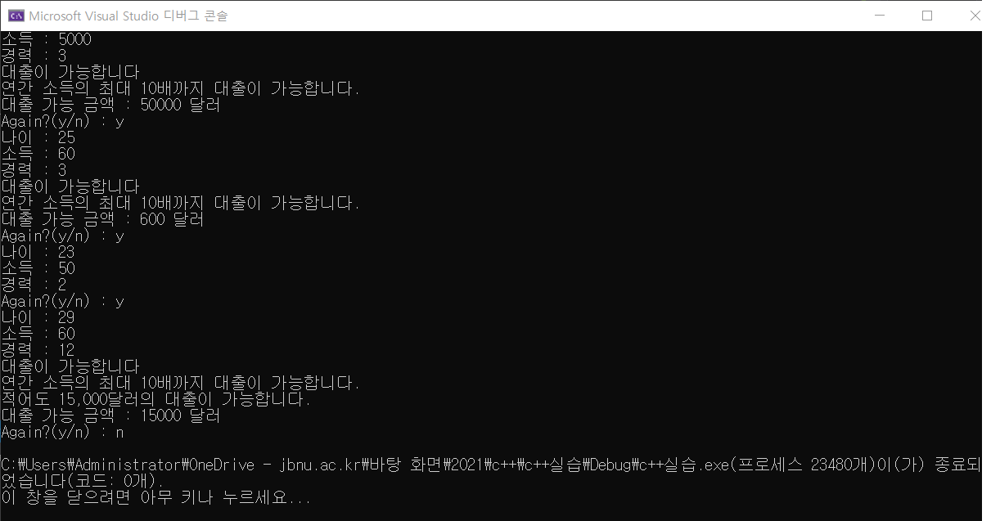 Microsoft Visual Studio 디버그 콘솔
소득 : 5000
경력 : 3
대출이 가능합니다
연간 소득의 최대 10배까지 대출이 가능합니다.
대출 가능 금액 : 50000 달러
Again?(y/n) : y
나이 : 25
소득 : 60
경력 : 3
대출이 가능합니다
연간 소득의 최대 10배까지 대출이 가능합니다.
대출 가능 금액 : 600 달러
Again?(y/n) : y
나이 : 23
소득 : 50
경력 : 2
Again?(y/n) : y
나이 : 29
소득 : 60
경력 : 12
대출이 가능합니다
연간 소득의 최대 10배까지 대출이 가능합니다.
적어도 15,000달러의 대출이 가능합니다.
대출 가능 금액 : 15000 달러
Again?(y/n) : n
C:₩Users₩Administrator₩OneDrive - jbnu.ac.kr₩바탕 화면₩2021₩c++₩c++실습₩Debug₩c++실습.exe(프로세스 23480개)이(가) 종료되
었습니다(코드: 0개).
이 창을 닫으려면 아무 키나 누르세요...